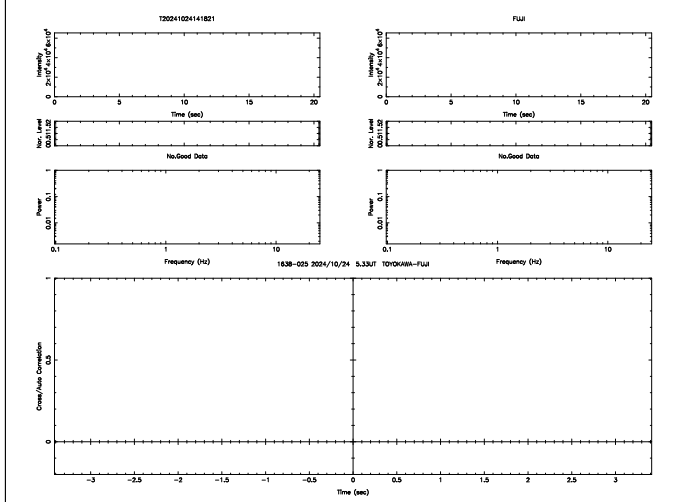 T20241024141821
FUJI
Intensity
0 2×10⁴ 4×10⁴ 6×10⁴
0 5 10 15 20
Time (sec)
Intensity
0 2×10⁴ 4×10⁴ 6×10⁴
0 5 10 15 20
Time (sec)
Nor. Level
00.511.52
Nor. Level
00.511.52
No.Good Data
No.Good Data
Power
1
0.1
0.01
0.1 1 10
Frequency (Hz)
Power
1
0.1
0.01
0.1 1 10
Frequency (Hz)
1638-025 2024/10/24 5.33UT TOYOKAWA-FUJI
Cross/Auto Correlation
1
0.5
0
-3 -2.5 -2 -1.5 -1 -0.5 0 0.5 1 1.5 2 2.5 3
Time (sec)